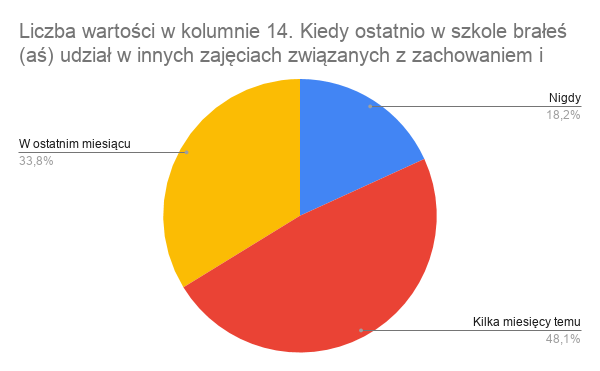 Liczba wartości w kolumnie 14. Kiedy ostatnio w szkole brałeś
(aś) udział w innych zajęciach związanych z zachowaniem i
Nigdy
18,2%
W ostatnim miesiącu
33,8%
Kilka miesięcy temu
48,1%